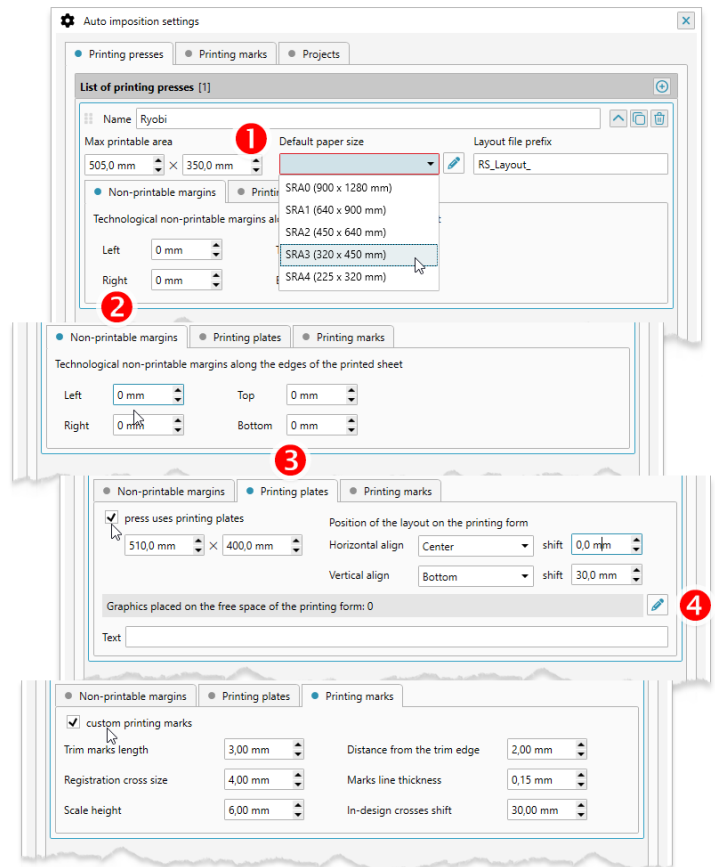 Auto imposition settings
Printing presses Printing marks Projects
List of printing presses [1]
Name Ryobi
1
Max printable area Default paper size Layout file prefix
505,0 mm × 350,0 mm RS_Layout_
SRA0 (900 x 1280 mm)
Non-printable margins Printi
SRA1 (640 x 900 mm)
Technological non-printable margins al
SRA2 (450 x 640 mm)
Left 0 mm
SRA3 (320 x 450 mm)
Right 0 mm
SRA4 (225 x 320 mm)
2
Non-printable margins Printing plates Printing marks
Technological non-printable margins along the edges of the printed sheet
Left 0 mm Top 0 mm
Right 0 mm Bottom 0 mm
3
Non-printable margins Printing plates Printing marks
press uses printing plates Position of the layout on the printing form
510,0 mm × 400,0 mm Horizontal align Center shift 0,0 mm
Vertical align Bottom shift 30,0 mm
Graphics placed on the free space of the printing form: 0
4
Text
Non-printable margins Printing plates Printing marks
custom printing marks
Trim marks length 3,00 mm Distance from the trim edge 2,00 mm
Registration cross size 4,00 mm Marks line thickness 0,15 mm
Scale height 6,00 mm In-design crosses shift 30,00 mm